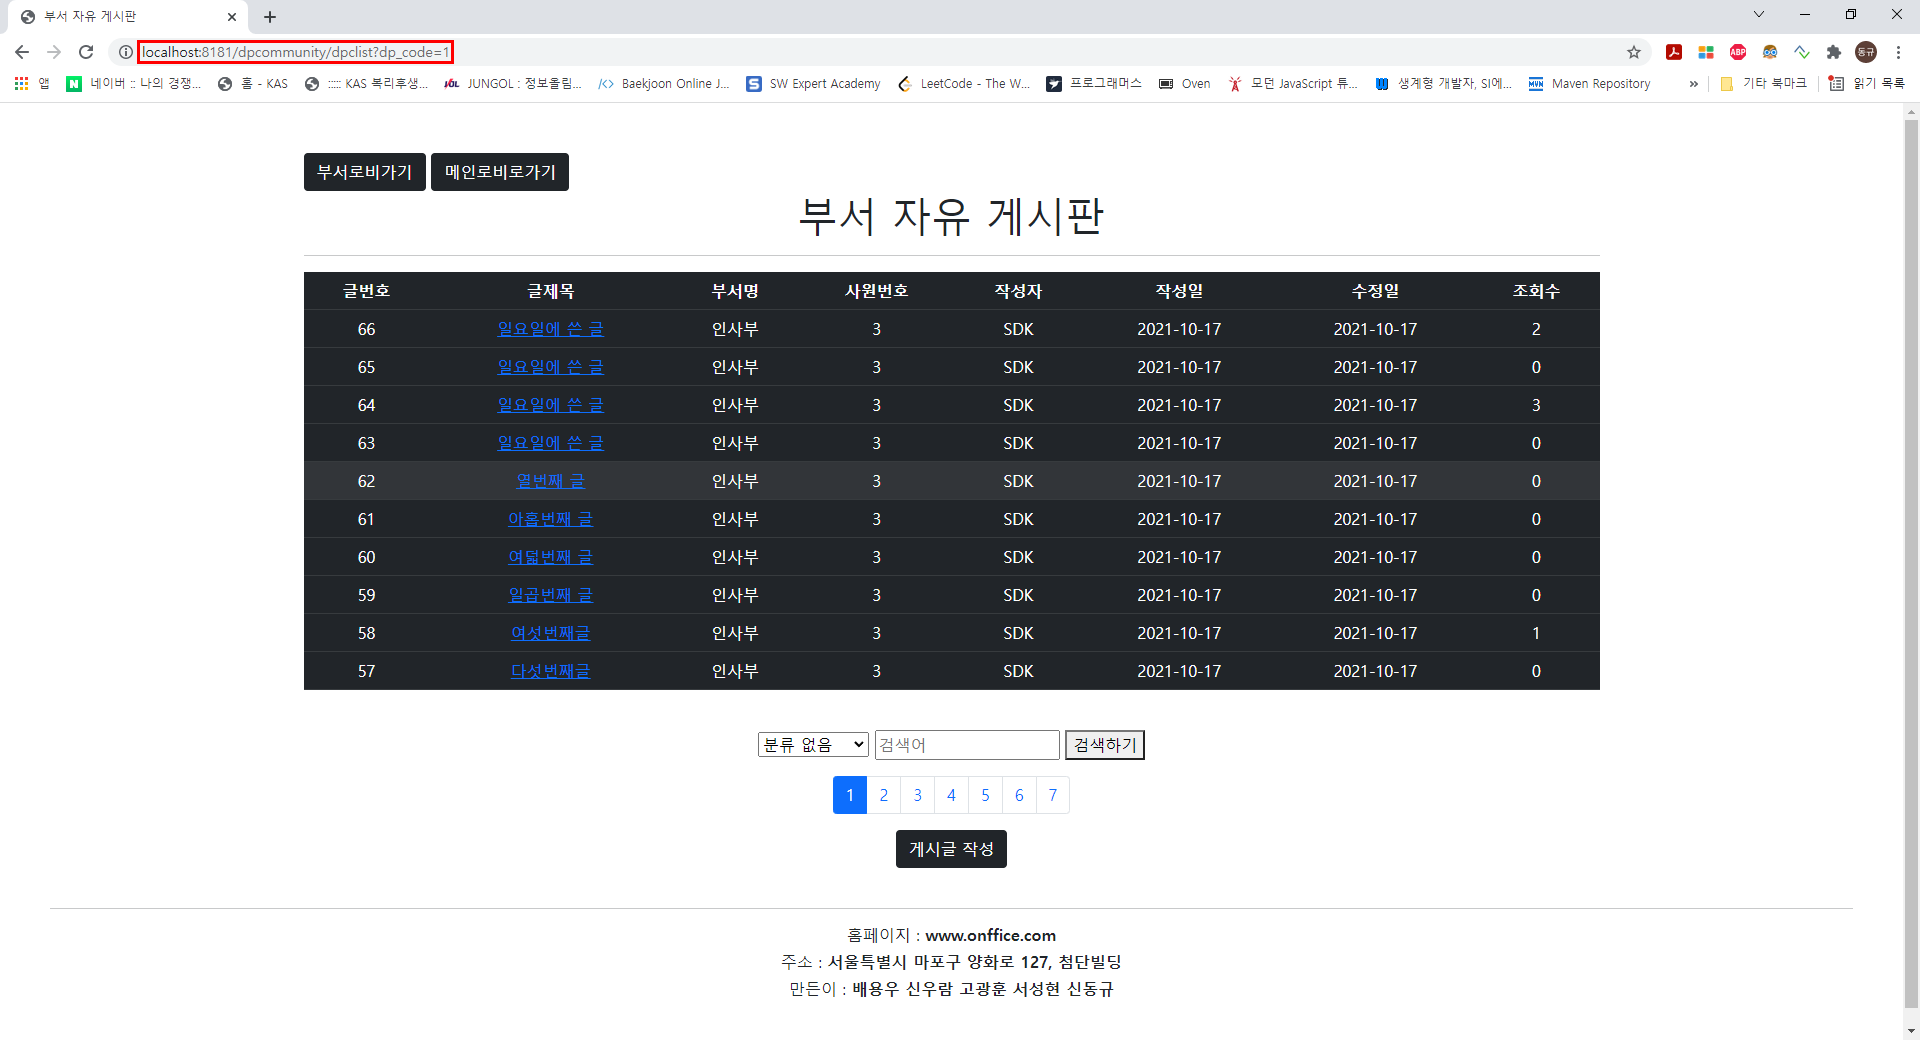 부서 자유 게시판
localhost:8181/dpcommunity/dpclist?dp_code=1
ABP
동규
앱 네이버 :: 나의 경쟁... 홈 - KAS ::::: KAS 복리후생... JUNGOL : 정보올림... Baekjoon Online J... SW Expert Academy LeetCode - The W... 프로그래머스 Oven 모던 JavaScript 튜... 생계형 개발자, SI에... Maven Repository » 기타 북마크 읽기 목록
부서로비가기 메인로비로가기
부서 자유 게시판
글번호 글제목 부서명 사원번호 작성자 작성일 수정일 조회수
66 일요일에 쓴 글 인사부 3 SDK 2021-10-17 2021-10-17 2
65 일요일에 쓴 글 인사부 3 SDK 2021-10-17 2021-10-17 0
64 일요일에 쓴 글 인사부 3 SDK 2021-10-17 2021-10-17 3
63 일요일에 쓴 글 인사부 3 SDK 2021-10-17 2021-10-17 0
62 열번째 글 인사부 3 SDK 2021-10-17 2021-10-17 0
61 아홉번째 글 인사부 3 SDK 2021-10-17 2021-10-17 0
60 여덟번째 글 인사부 3 SDK 2021-10-17 2021-10-17 0
59 일곱번째 글 인사부 3 SDK 2021-10-17 2021-10-17 0
58 여섯번째글 인사부 3 SDK 2021-10-17 2021-10-17 1
57 다섯번째글 인사부 3 SDK 2021-10-17 2021-10-17 0
분류 없음 검색어 검색하기
1 2 3 4 5 6 7
게시글 작성
홈페이지 : www.onffice.com
주소 : 서울특별시 마포구 양화로 127, 첨단빌딩
만든이 : 배용우 신우람 고광훈 서성현 신동규